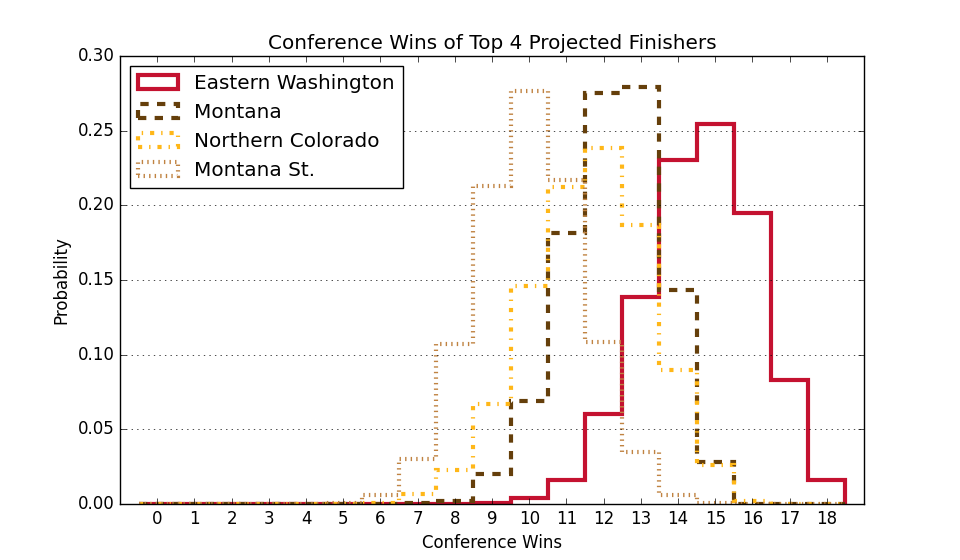 Conference Wins of Top 4 Projected Finishers
0.30
0.25
0.20
0.15
0.10
0.05
0.00
Probability
Eastern Washington
Montana
Northern Colorado
Montana St.
0 1 2 3 4 5 6 7 8 9 10 11 12 13 14 15 16 17 18
Conference Wins